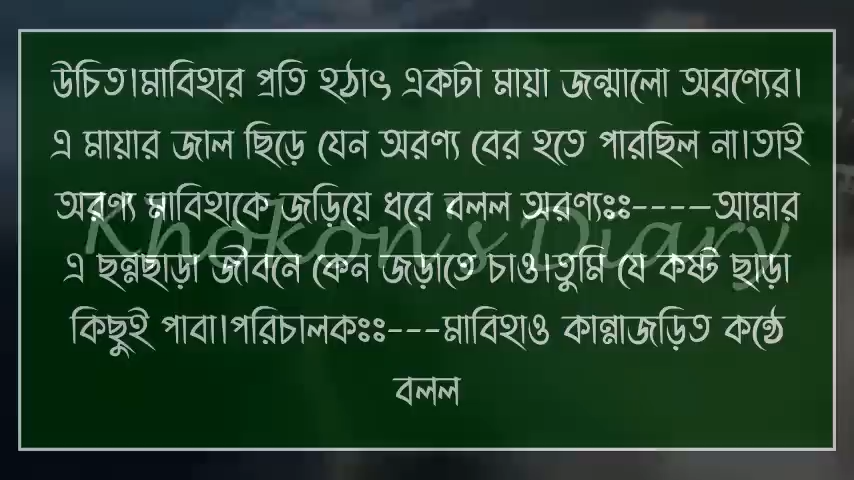 উচিত।মাবিহার প্রতি হঠাৎ একটা মায়া জন্মালো অরণ্যের।
এ মায়ার জাল ছিড়ে যেন অরণ্য বের হতে পারছিল না।তাই
অরণ্য মাবিহাকে জড়িয়ে ধরে বলল অরণ্যঃঃ----আমার
এ ছন্নছাড়া জীবনে কেন জড়াতে চাও।তুমি যে কষ্ট ছাড়া
কিছুই পাবা।পরিচালকঃঃ---মাবিহাও কান্নাজড়িত কন্ঠে
বলল
Khokon's Diary